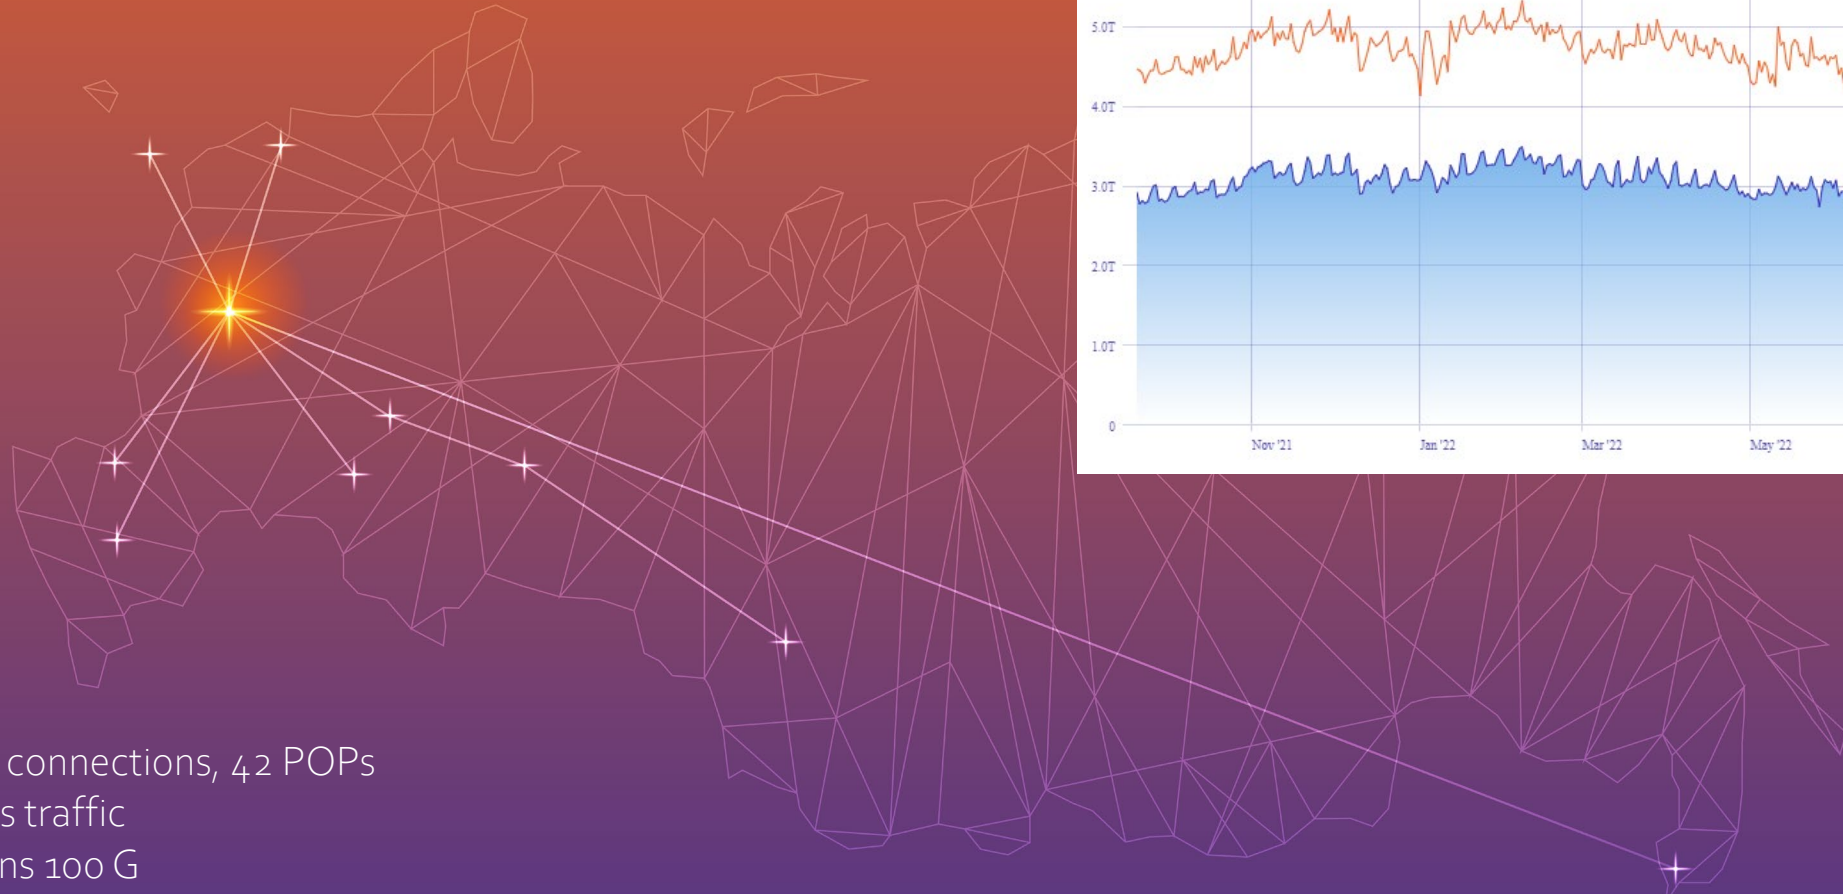 5.0T
4.0T
3.0T
2.0T
1.0T
0
Nov '21 Jan '22 Mar '22 May '22
connections, 42 POPs
s traffic
ns 100 G